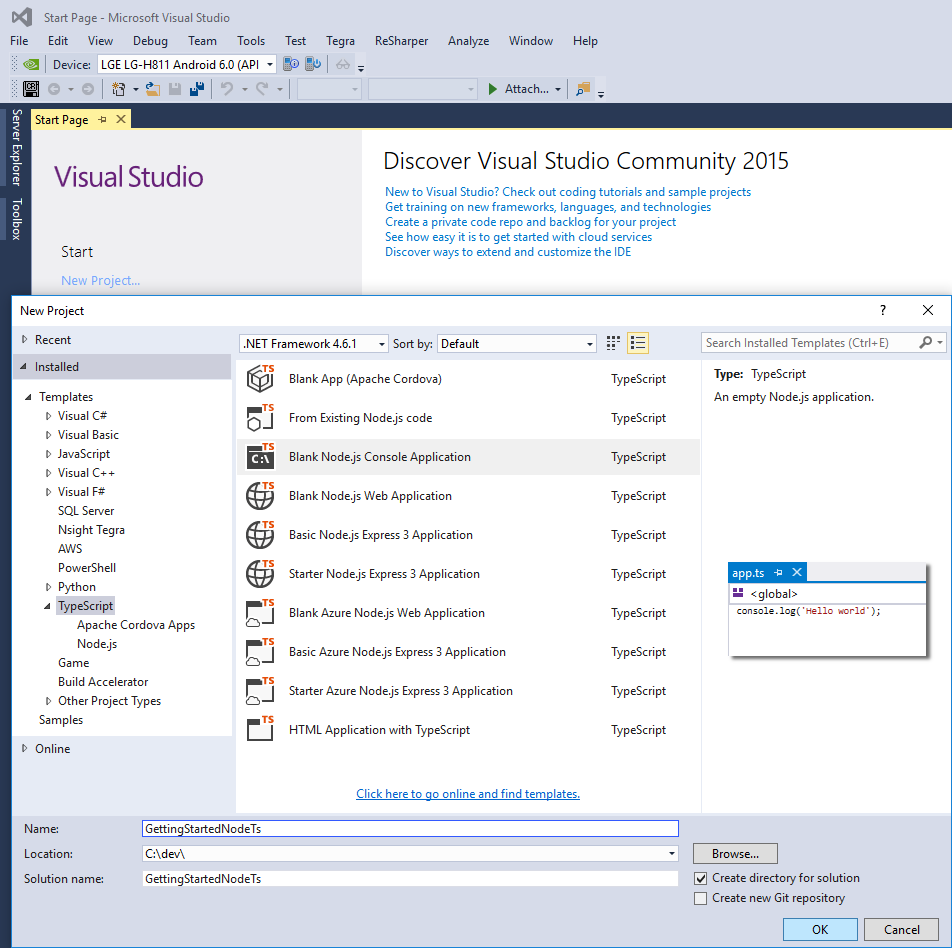 Start Page - Microsoft Visual Studio
File Edit View Debug Team Tools Test Tegra ReSharper Analyze Window Help
Device: LGE LG-H811 Android 6.0 (API
Attach...
Server Explorer
Toolbox
Start Page
Visual Studio
Start
New Project...
Discover Visual Studio Community 2015
New to Visual Studio? Check out coding tutorials and sample projects
Get training on new frameworks, languages, and technologies
Create a private code repo and backlog for your project
See how easy it is to get started with cloud services
Discover ways to extend and customize the IDE
New Project
?
Recent
Installed
Templates
Visual C#
Visual Basic
JavaScript
Visual C++
Visual F#
SQL Server
Nsight Tegra
AWS
PowerShell
Python
TypeScript
Apache Cordova Apps
Node.js
Game
Build Accelerator
Other Project Types
Samples
Online
.NET Framework 4.6.1 Sort by: Default
Search Installed Templates (Ctrl+E)
TS Blank App (Apache Cordova) TypeScript
TS From Existing Node.js code TypeScript
TS C:\ Blank Node.js Console Application TypeScript
TS Blank Node.js Web Application TypeScript
TS Basic Node.js Express 3 Application TypeScript
TS Starter Node.js Express 3 Application TypeScript
TS Blank Azure Node.js Web Application TypeScript
TS Basic Azure Node.js Express 3 Application TypeScript
TS Starter Azure Node.js Express 3 Application TypeScript
TS HTML Application with TypeScript TypeScript
Click here to go online and find templates.
Type: TypeScript
An empty Node.js application.
app.ts
<global>
console.log('Hello world');
Name: GettingStartedNodeTs
Location: C:\dev\ Browse...
Solution name: GettingStartedNodeTs
Create directory for solution
Create new Git repository
OK Cancel